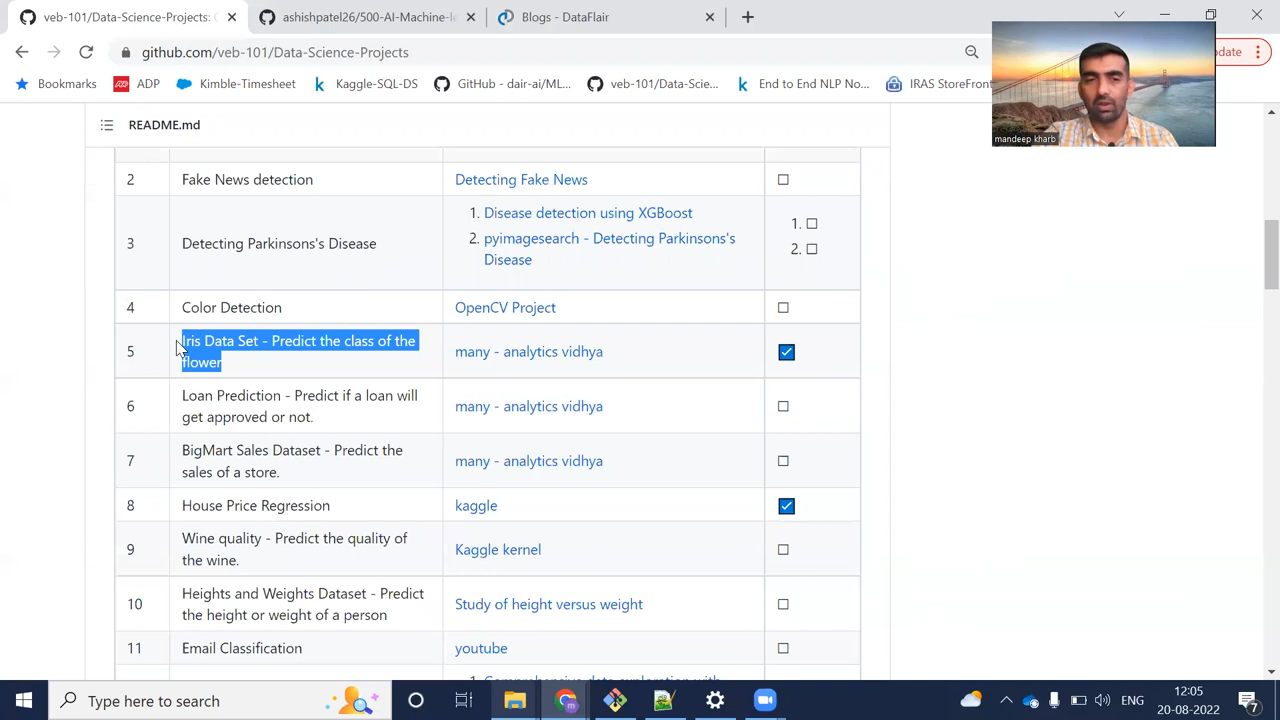 veb-101/Data-Science-Projects: Co
ashishpatel26/500-AI-Machine-le
Blogs - DataFlair
github.com/veb-101/Data-Science-Projects
Bookmarks
ADP
Kimble-Timesheet
GitHub - dair-ai/ML...
veb-101/Data-Scie...
End to End NLP No...
IRAS StoreFront
mandeep kharb
README.md
2 Fake News detection Detecting Fake News
3 Detecting Parkinsons's Disease
1. Disease detection using XGBoost
2. pyimagesearch - Detecting Parkinsons's
Disease
1.
2.
4 Color Detection OpenCV Project
5 Iris Data Set - Predict the class of the
flower
many - analytics vidhya
6 Loan Prediction - Predict if a loan will
get approved or not.
many - analytics vidhya
7 BigMart Sales Dataset - Predict the
sales of a store.
many - analytics vidhya
8 House Price Regression kaggle
9 Wine quality - Predict the quality of
the wine.
Kaggle kernel
10 Heights and Weights Dataset - Predict
the height or weight of a person
Study of height versus weight
11 Email Classification youtube
Type here to search
ENG
12:05
20-08-2022
7